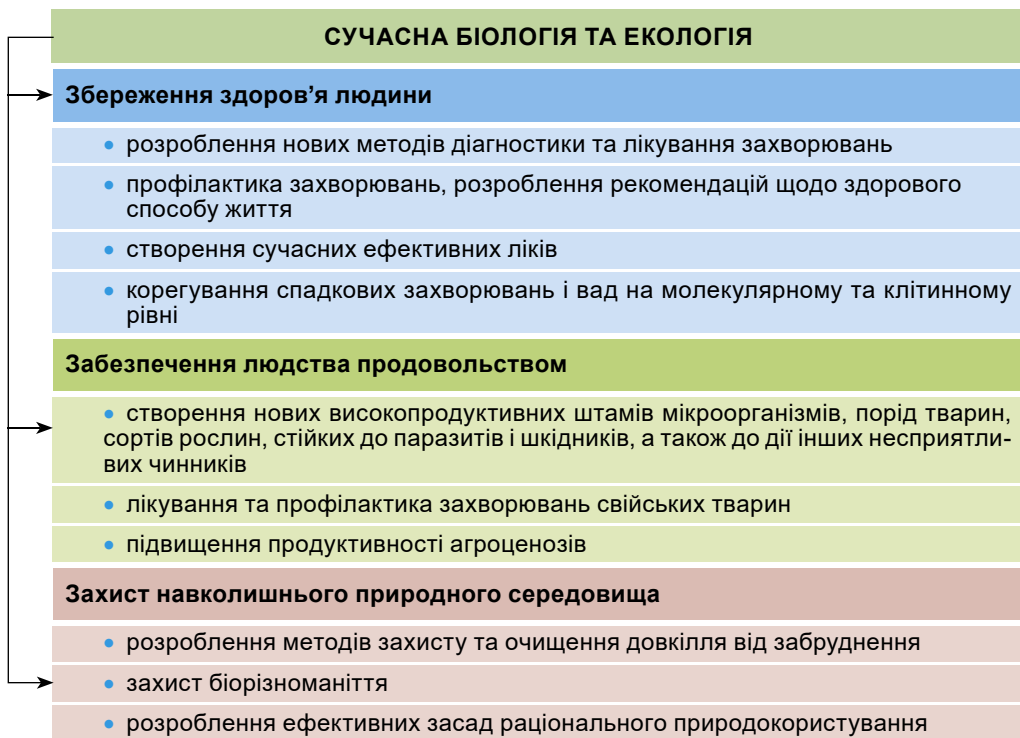 СУЧАСНА БІОЛОГІЯ ТА ЕКОЛОГІЯ
Збереження здоров’я людини
• розроблення нових методів діагностики та лікування захворювань
• профілактика захворювань, розроблення рекомендацій щодо здорового
способу життя
• створення сучасних ефективних ліків
• корегування спадкових захворювань і вад на молекулярному та клітинному
рівні
Забезпечення людства продовольством
• створення нових високопродуктивних штамів мікроорганізмів, порід тварин,
сортів рослин, стійких до паразитів і шкідників, а також до дії інших несприятли-
вих чинників
• лікування та профілактика захворювань свійських тварин
• підвищення продуктивності агроценозів
Захист навколишнього природного середовища
• розроблення методів захисту та очищення довкілля від забруднення
• захист біорізноманіття
• розроблення ефективних засад раціонального природокористування